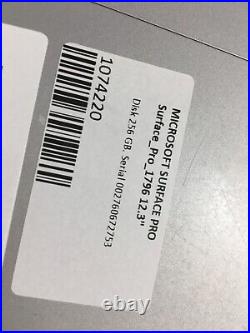 MICROSOFT SURFACE PRO
Surface_Pro_1796 12.3"
Disk 256 GB, Serial 002760672753
1074220